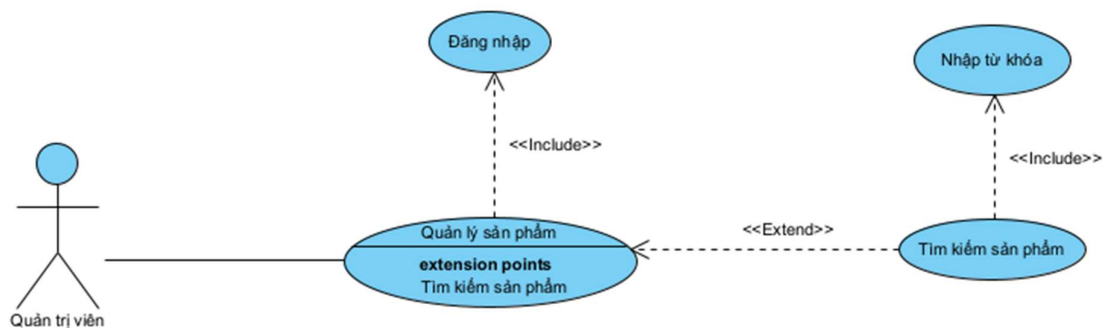 Đăng nhập
Nhập từ khóa
<<Include>>
<<Include>>
Quản lý sản phẩm
<<Extend>>
Tìm kiếm sản phẩm
extension points
Tìm kiếm sản phẩm
Quản trị viên